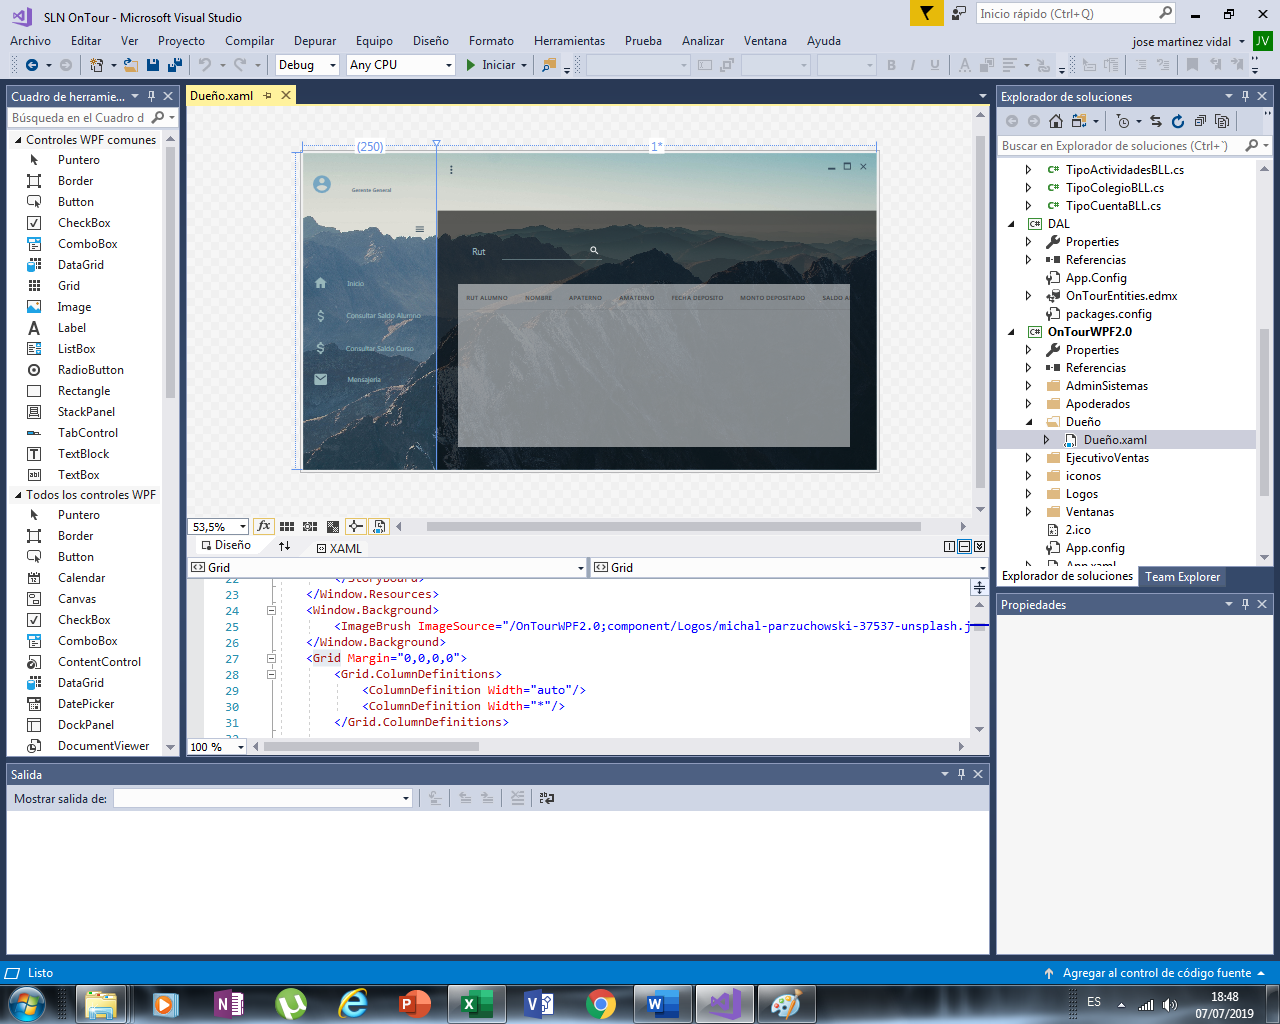 SLN OnTour - Microsoft Visual Studio
Inicio rápido (Ctrl+Q)
Archivo Editar Ver Proyecto Compilar Depurar Equipo Diseño Formato Herramientas Prueba Analizar Ventana Ayuda
jose martinez vidal JV
Debug Any CPU Iniciar
Cuadro de herramie...
Búsqueda en el Cuadro d
Controles WPF comunes
Puntero
Border
Button
CheckBox
ComboBox
DataGrid
Grid
Image
Label
ListBox
RadioButton
Rectangle
StackPanel
TabControl
TextBlock
TextBox
Todos los controles WPF
Puntero
Border
Button
Calendar
Canvas
CheckBox
ComboBox
ContentControl
DataGrid
DatePicker
DockPanel
DocumentViewer
Dueño.xaml
(250) 1*
Gerente General
Rut
Inicio
Consultar Saldo Alumno
Consultar Saldo Curso
Mensajería
RUT ALUMNO NOMBRE APATERNO AMATERNO FECHA DEPOSITO MONTO DEPOSITADO SALDO A
53,5%
Diseño XAML
Grid Grid
22 </StoryBoard>
23 </Window.Resources>
24 <Window.Background>
25 <ImageBrush ImageSource="/OnTourWPF2.0;component/Logos/michal-parzuchowski-37537-unsplash.j
26 </Window.Background>
27 <Grid Margin="0,0,0,0">
28 <Grid.ColumnDefinitions>
29 <ColumnDefinition Width="auto"/>
30 <ColumnDefinition Width="*"/>
31 </Grid.ColumnDefinitions>
100 %
Explorador de soluciones
Buscar en Explorador de soluciones (Ctrl+`)
TipoActividadesBLL.cs
TipoColegioBLL.cs
TipoCuentaBLL.cs
DAL
Properties
Referencias
App.Config
OnTourEntities.edmx
packages.config
OnTourWPF2.0
Properties
Referencias
AdminSistemas
Apoderados
Dueño
Dueño.xaml
EjecutivoVentas
iconos
Logos
Ventanas
2.ico
App.config
App.xaml
Explorador de soluciones Team Explorer
Propiedades
Salida
Mostrar salida de:
Listo
Agregar al control de código fuente
ES
18:48
07/07/2019